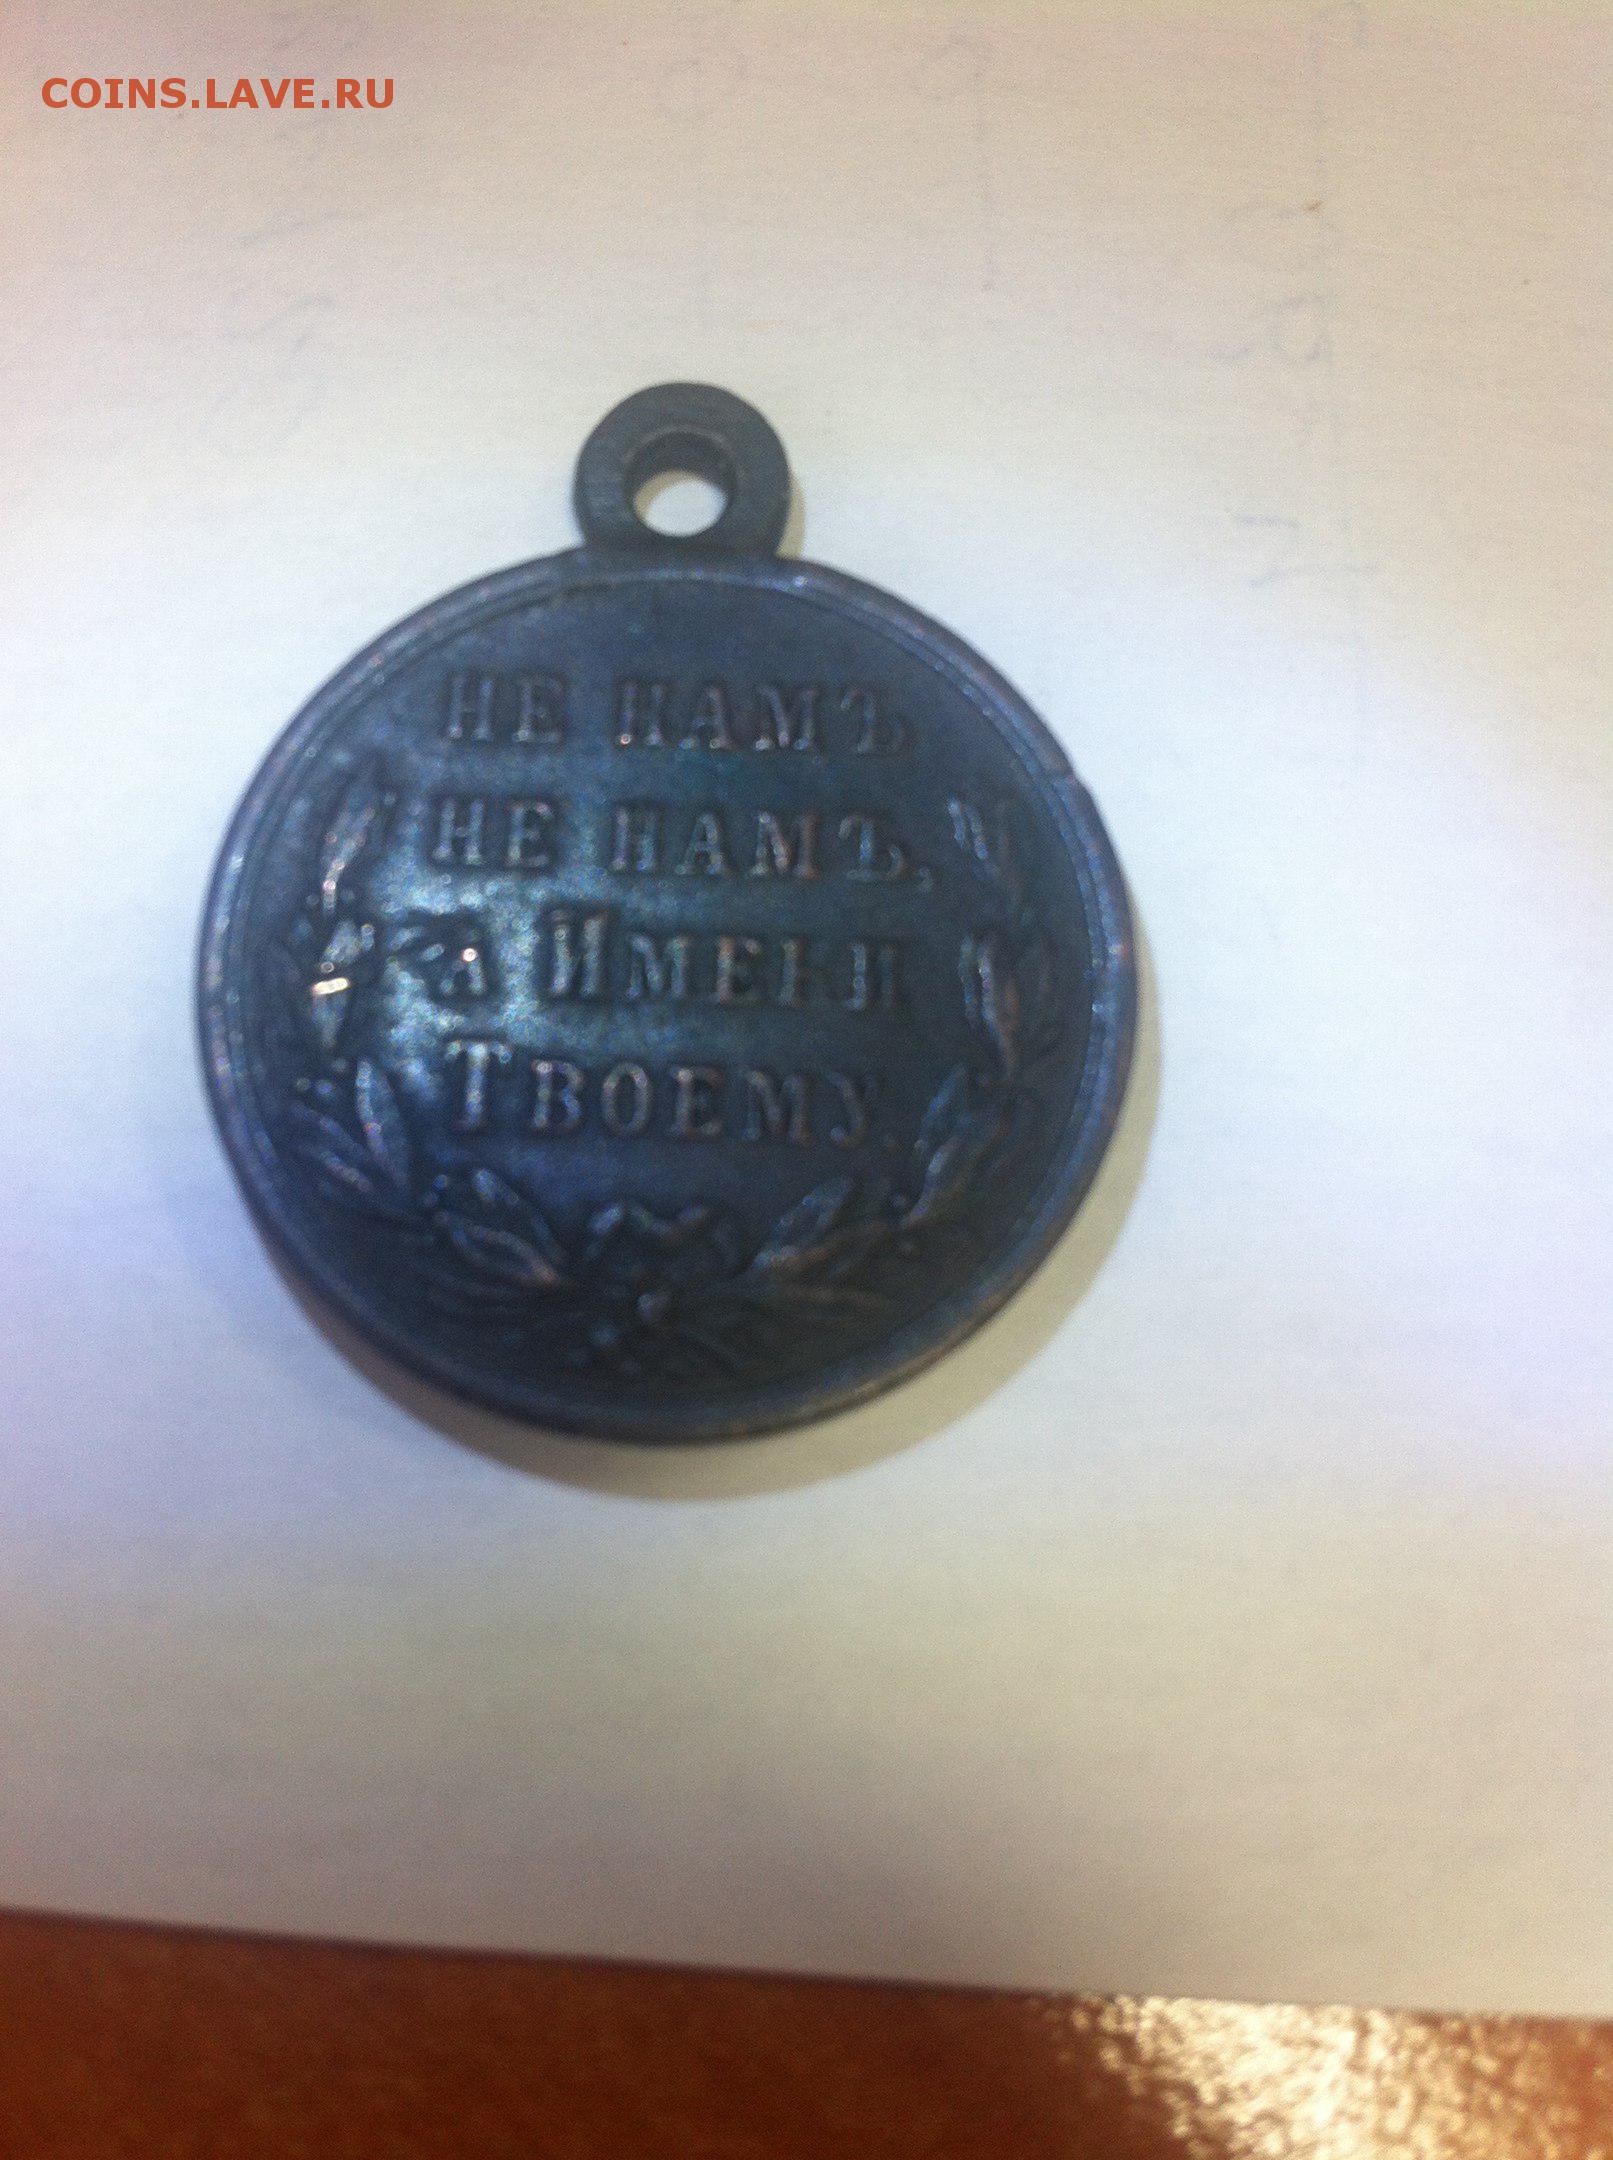 COINS.LAVE.RU
НЕ НАМЪ
НЕ НАМЪ,
а Имени
Твоему.